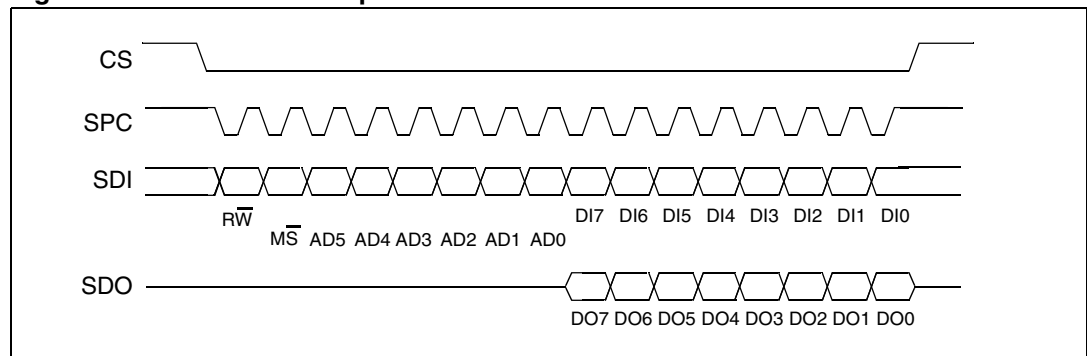 CS
SPC
SDI
DI7 DI6 DI5 DI4 DI3 DI2 DI1 DI0
RW̅
MS̅ AD5 AD4 AD3 AD2 AD1 AD0
SDO
DO7 DO6 DO5 DO4 DO3 DO2 DO1 DO0